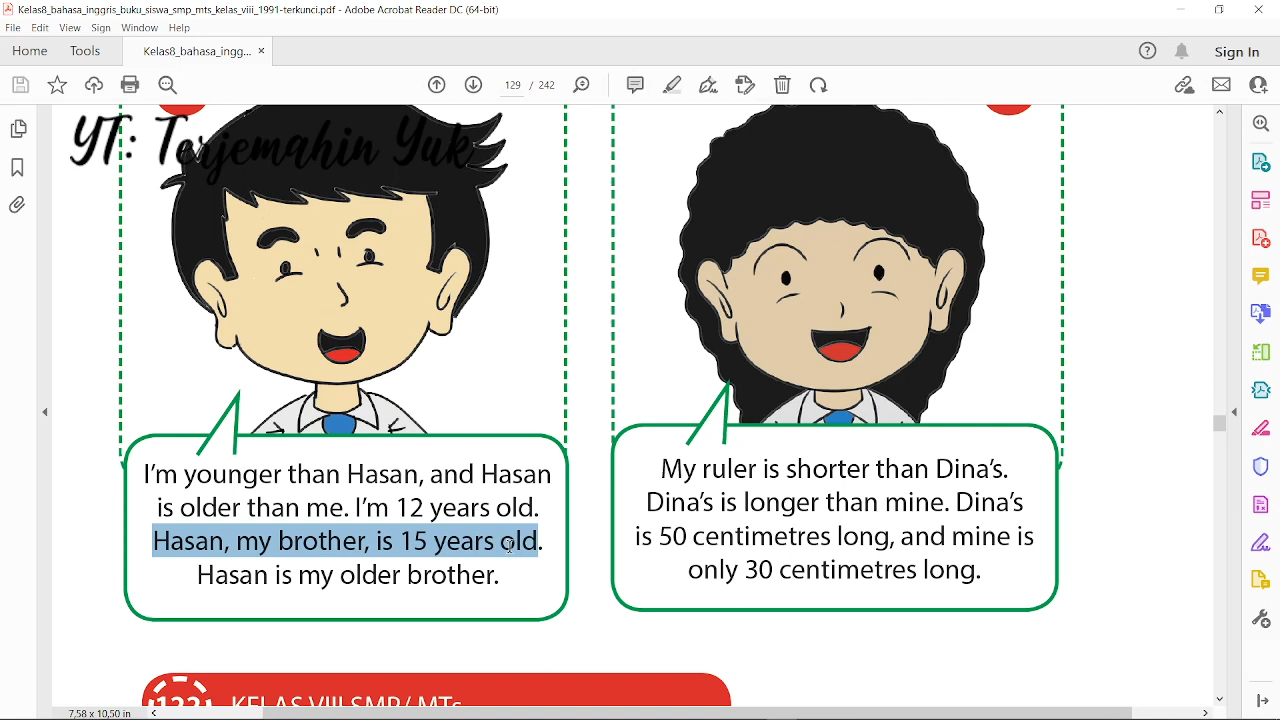 Kelas8_bahasa_inggris_buku_siswa_smp_mts_kelas_viii_1991-terkunci.pdf - Adobe Acrobat Reader DC (64-bit)
File Edit View Sign Window Help
Home Tools Kelas8_bahasa_ingg... × Sign In
129 / 242
YT: Terjemahin Yuk
I'm younger than Hasan, and Hasan
is older than me. I'm 12 years old.
Hasan, my brother, is 15 years old.
Hasan is my older brother.
My ruler is shorter than Dina's.
Dina's is longer than mine. Dina's
is 50 centimetres long, and mine is
only 30 centimetres long.
122 KELAS VIII SMP/ MTs
7,58 x 10,50 in